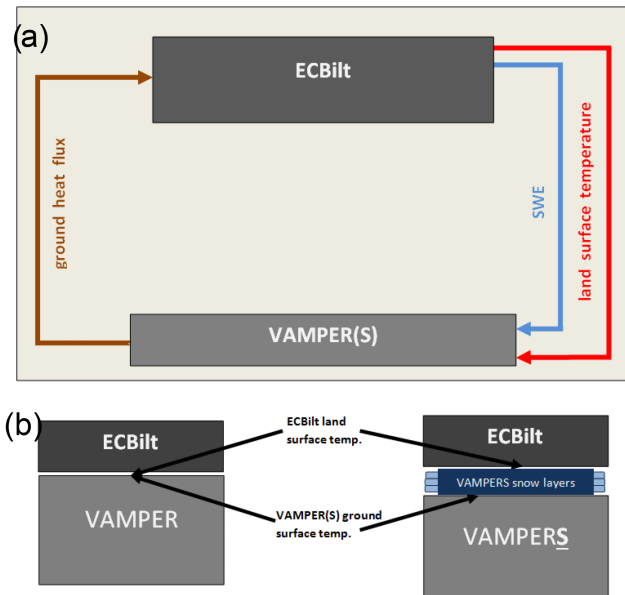 (a)
ECBilt
ground heat flux
SWE
land surface temperature
VAMPER(S)
(b)
ECBilt
ECBilt land
surface temp.
ECBilt
VAMPERS snow layers
VAMPER
VAMPER(S) ground
surface temp.
VAMPERS